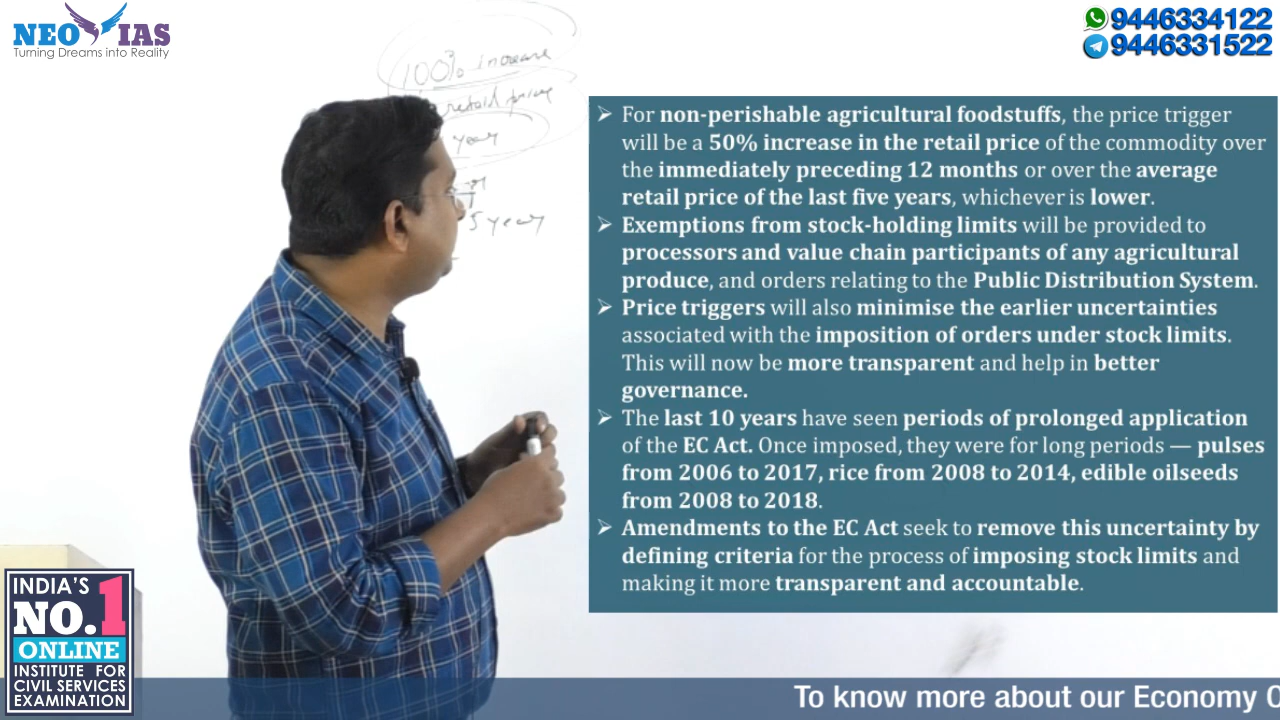 NEO IAS
Turning Dreams into Reality
9446334122
9446331522
100% increase
retail price
year
5 year
➢ For non-perishable agricultural foodstuffs, the price trigger
will be a 50% increase in the retail price of the commodity over
the immediately preceding 12 months or over the average
retail price of the last five years, whichever is lower.
➢ Exemptions from stock-holding limits will be provided to
processors and value chain participants of any agricultural
produce, and orders relating to the Public Distribution System.
➢ Price triggers will also minimise the earlier uncertainties
associated with the imposition of orders under stock limits.
This will now be more transparent and help in better
governance.
➢ The last 10 years have seen periods of prolonged application
of the EC Act. Once imposed, they were for long periods — pulses
from 2006 to 2017, rice from 2008 to 2014, edible oilseeds
from 2008 to 2018.
➢ Amendments to the EC Act seek to remove this uncertainty by
defining criteria for the process of imposing stock limits and
making it more transparent and accountable.
INDIA'S
NO.1
ONLINE
INSTITUTE FOR
CIVIL SERVICES
EXAMINATION
To know more about our Economy